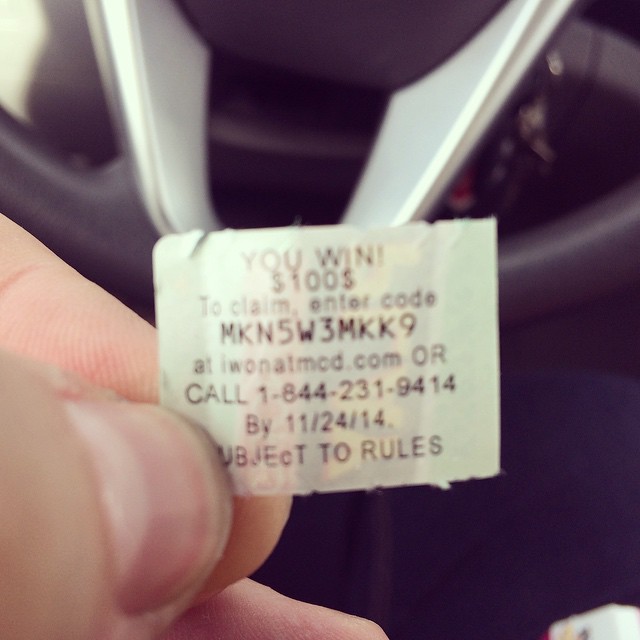 YOU WIN!
$100$
To claim, enter code
MKN5W3MKK9
at iwonatmcd.com OR
CALL 1-844-231-9414
By 11/24/14.
UBJEcT TO RULES